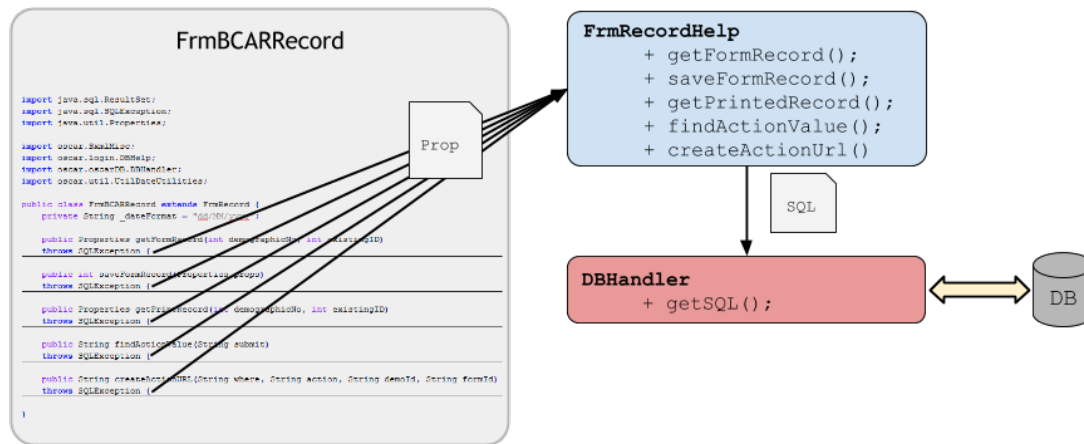 FrmBCARRecord
import java.sql.ResultSet;
import java.sql.SQLException;
import java.util.Properties;
import oscar.SxmlMisc;
import oscar.login.DBHelp;
import oscar.oscarDB.DBHandler;
import oscar.util.UtilDateUtilities;
public class FrmBCARRecord extends FrmRecord {
private String _dateFormat = "dd/MM/yyyy";
public Properties getFormRecord(int demographicNo, int existingID)
throws SQLException {
public int saveFormRecord(Properties props)
throws SQLException {
public Properties getPrintRecord(int demographicNo, int existingID)
throws SQLException {
public String findActionValue(String submit)
throws SQLException {
public String createActionURL(String where, String action, String demoId, String formId)
throws SQLException {
}
Prop
FrmRecordHelp
+ getFormRecord();
+ saveFormRecord();
+ getPrintedRecord();
+ findActionValue();
+ createActionUrl()
SQL
DBHandler
+ getSQL();
DB